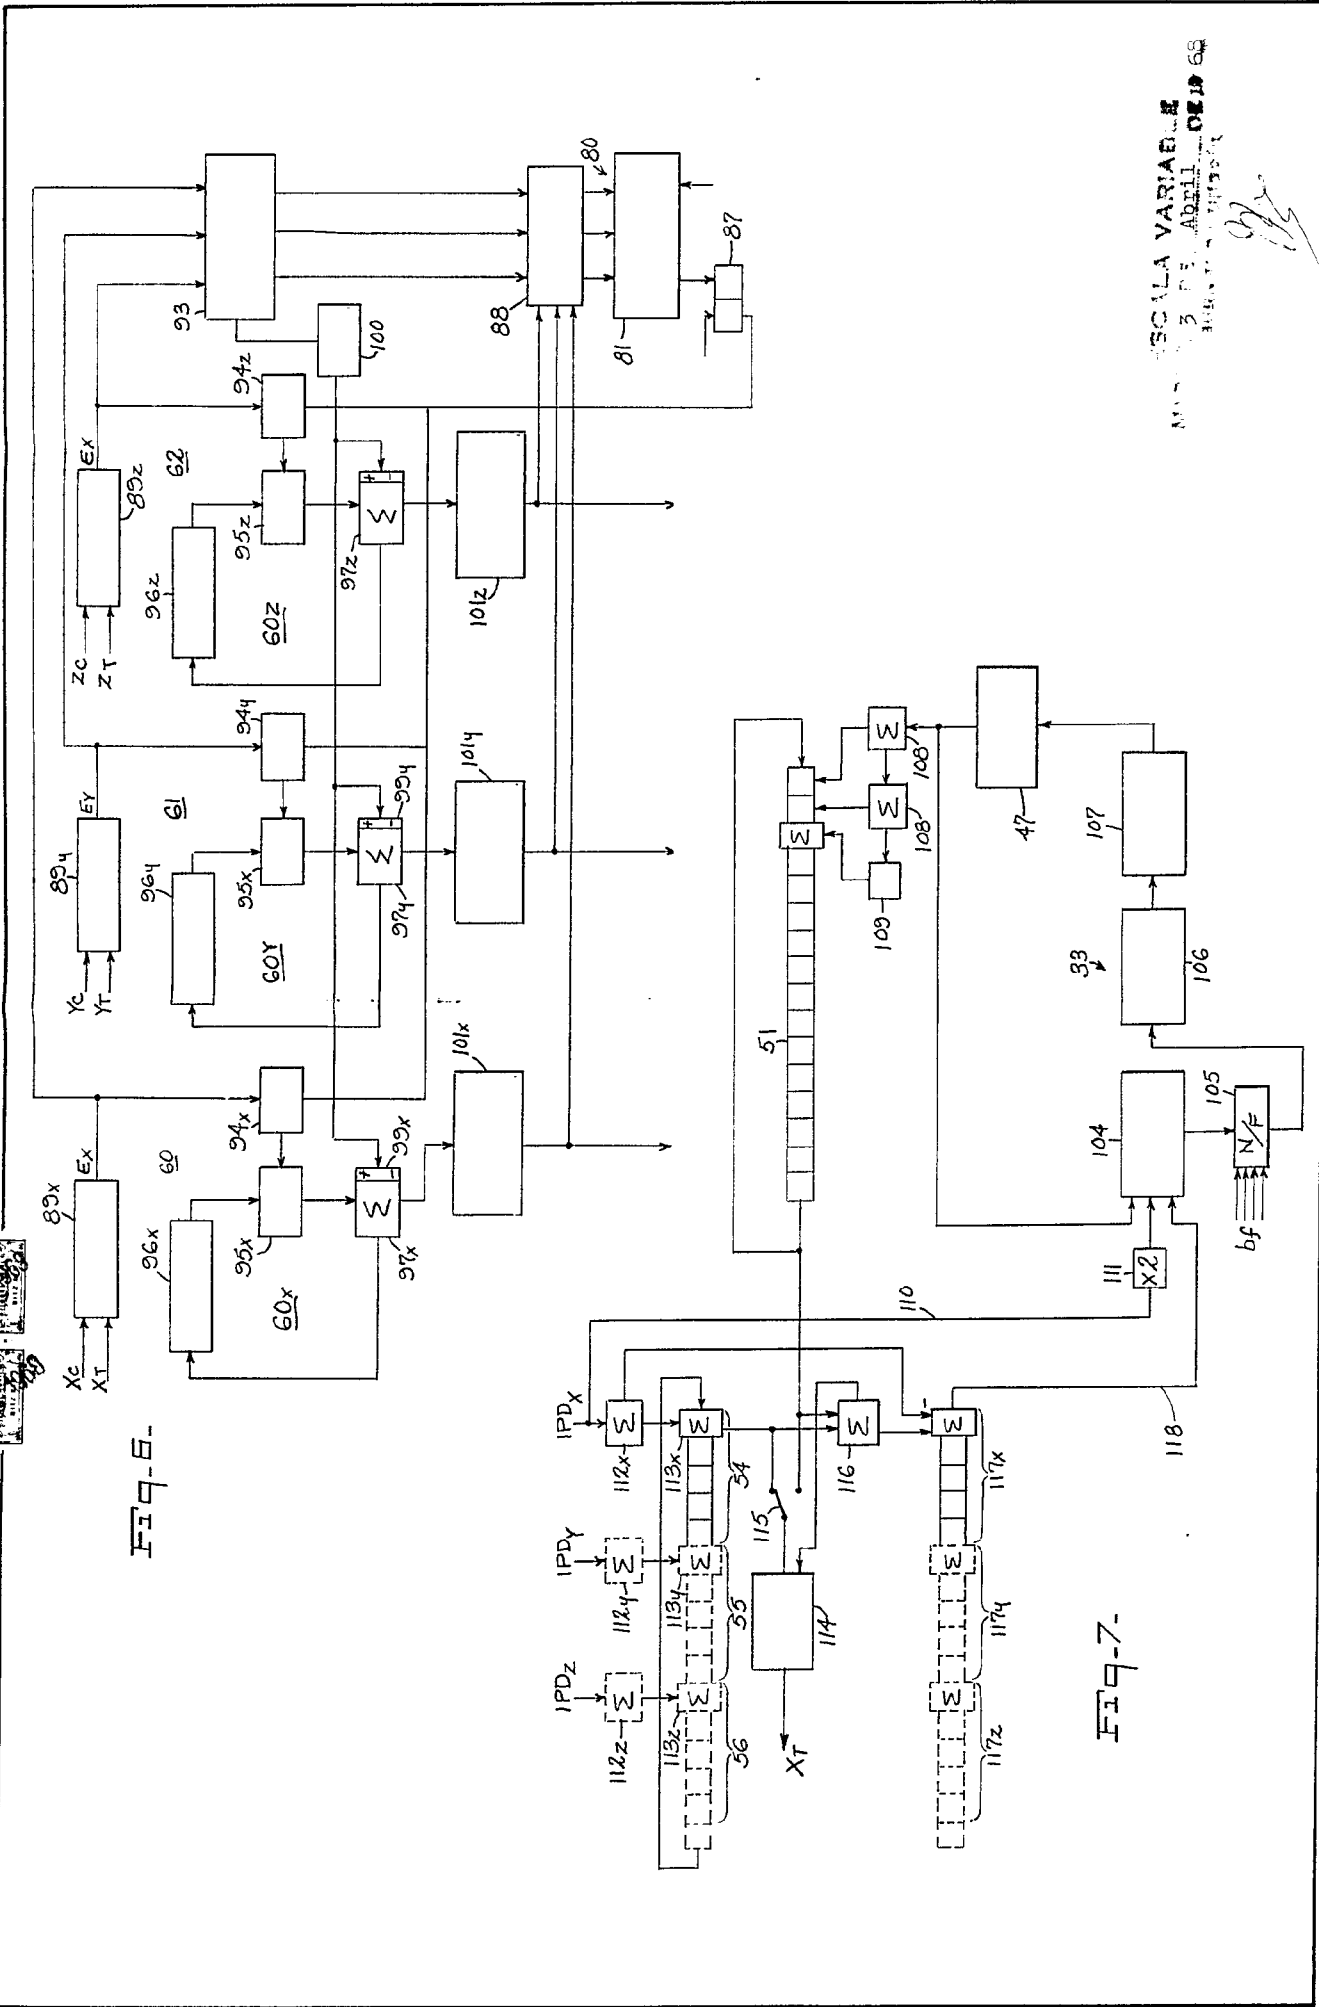 Fig-6-
XC
XT
89x
EX
60
96x
95x
94x
60x
97x
99x
+
-
Σ
101x
YC
YT
89y
EY
61
96y
95x
94y
60Y
97y
99y
+
-
Σ
101y
ZC
ZT
89z
EX
62
96z
95z
94z
60Z
97z
+
-
Σ
101z
93
100
88
80
81
87
Fig-7-
IPDX
IPDY
IPDZ
Σ
112x
Σ
112y
Σ
112z
Σ
113x
Σ
113y
Σ
113z
54
55
56
115
114
XT
Σ
116
-
Σ
Σ
Σ
117x
117y
117z
118
110
111
x2
51
Σ
Σ
108
Σ
108
109
47
107
106
33
104
105
N/F
bf
ESCALA VARIABLE
3 DE Abril DE 1968